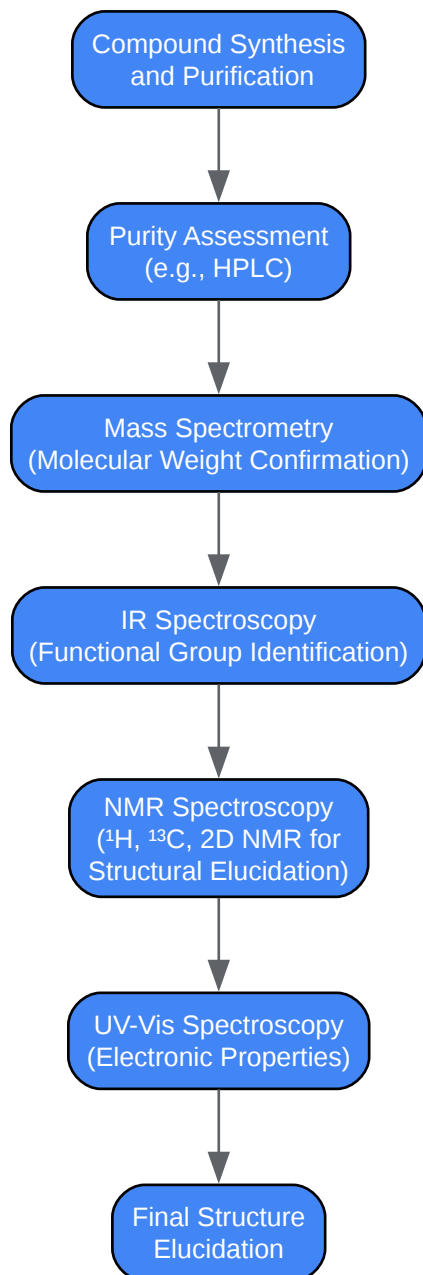 Compound Synthesis
and Purification
Purity Assessment
(e.g., HPLC)
Mass Spectrometry
(Molecular Weight Confirmation)
IR Spectroscopy
(Functional Group Identification)
NMR Spectroscopy
(¹H, ¹³C, 2D NMR for
Structural Elucidation)
UV-Vis Spectroscopy
(Electronic Properties)
Final Structure
Elucidation